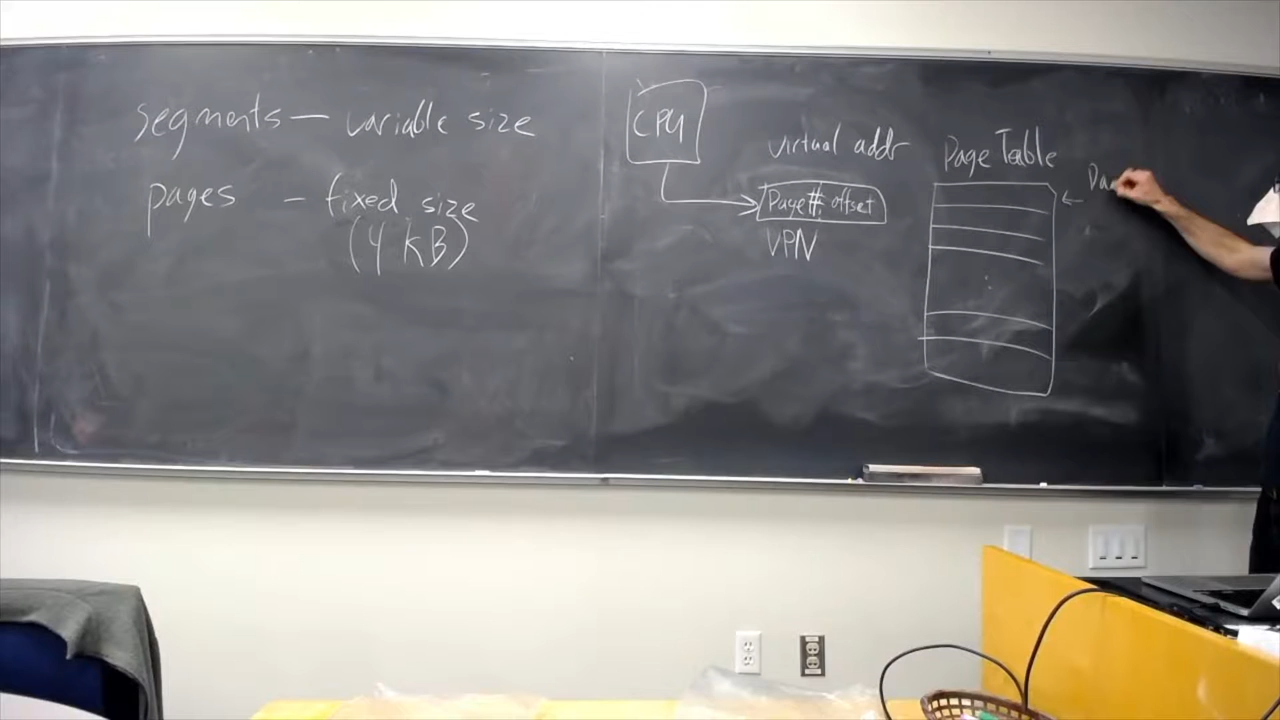 segments — variable size
pages — fixed size
(4 kB)
CPU
virtual addr
Page#: offset
VPN
Page Table
←